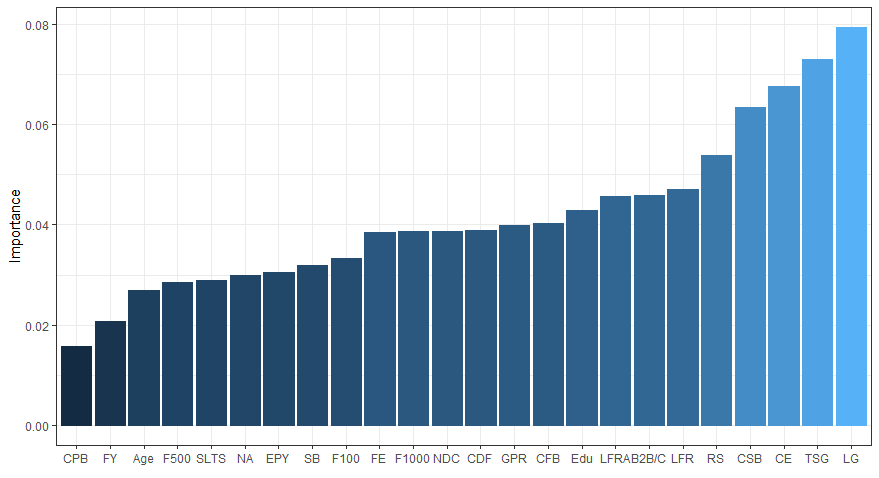 0.08
0.06
Importance
0.04
0.02
0.00
CPB FY Age F500 SLTS NA EPY SB F100 FE F1000 NDC CDF GPR CFB Edu LFRA B2B/C LFR RS CSB CE TSG LG